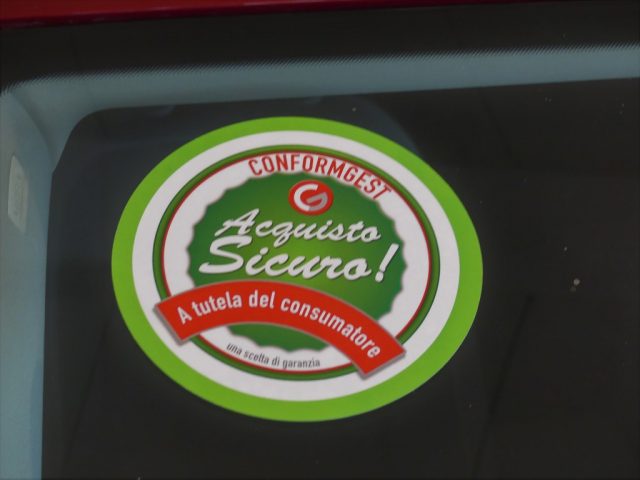 CONFORMGEST
Acquisto
Sicuro!
A tutela del consumatore
una scelta di garanzia